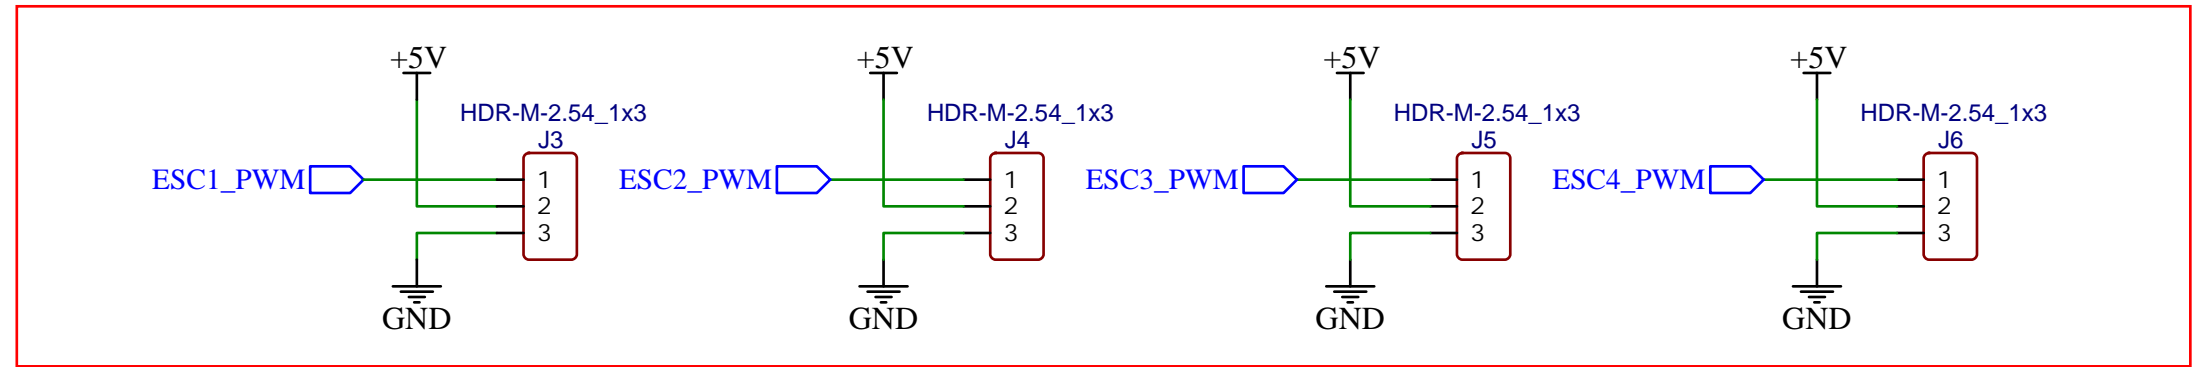 +5V
HDR-M-2.54_1x3
J3
ESC1_PWM
1
2
3
GND
+5V
HDR-M-2.54_1x3
J4
ESC2_PWM
1
2
3
GND
+5V
HDR-M-2.54_1x3
J5
ESC3_PWM
1
2
3
GND
+5V
HDR-M-2.54_1x3
J6
ESC4_PWM
1
2
3
GND